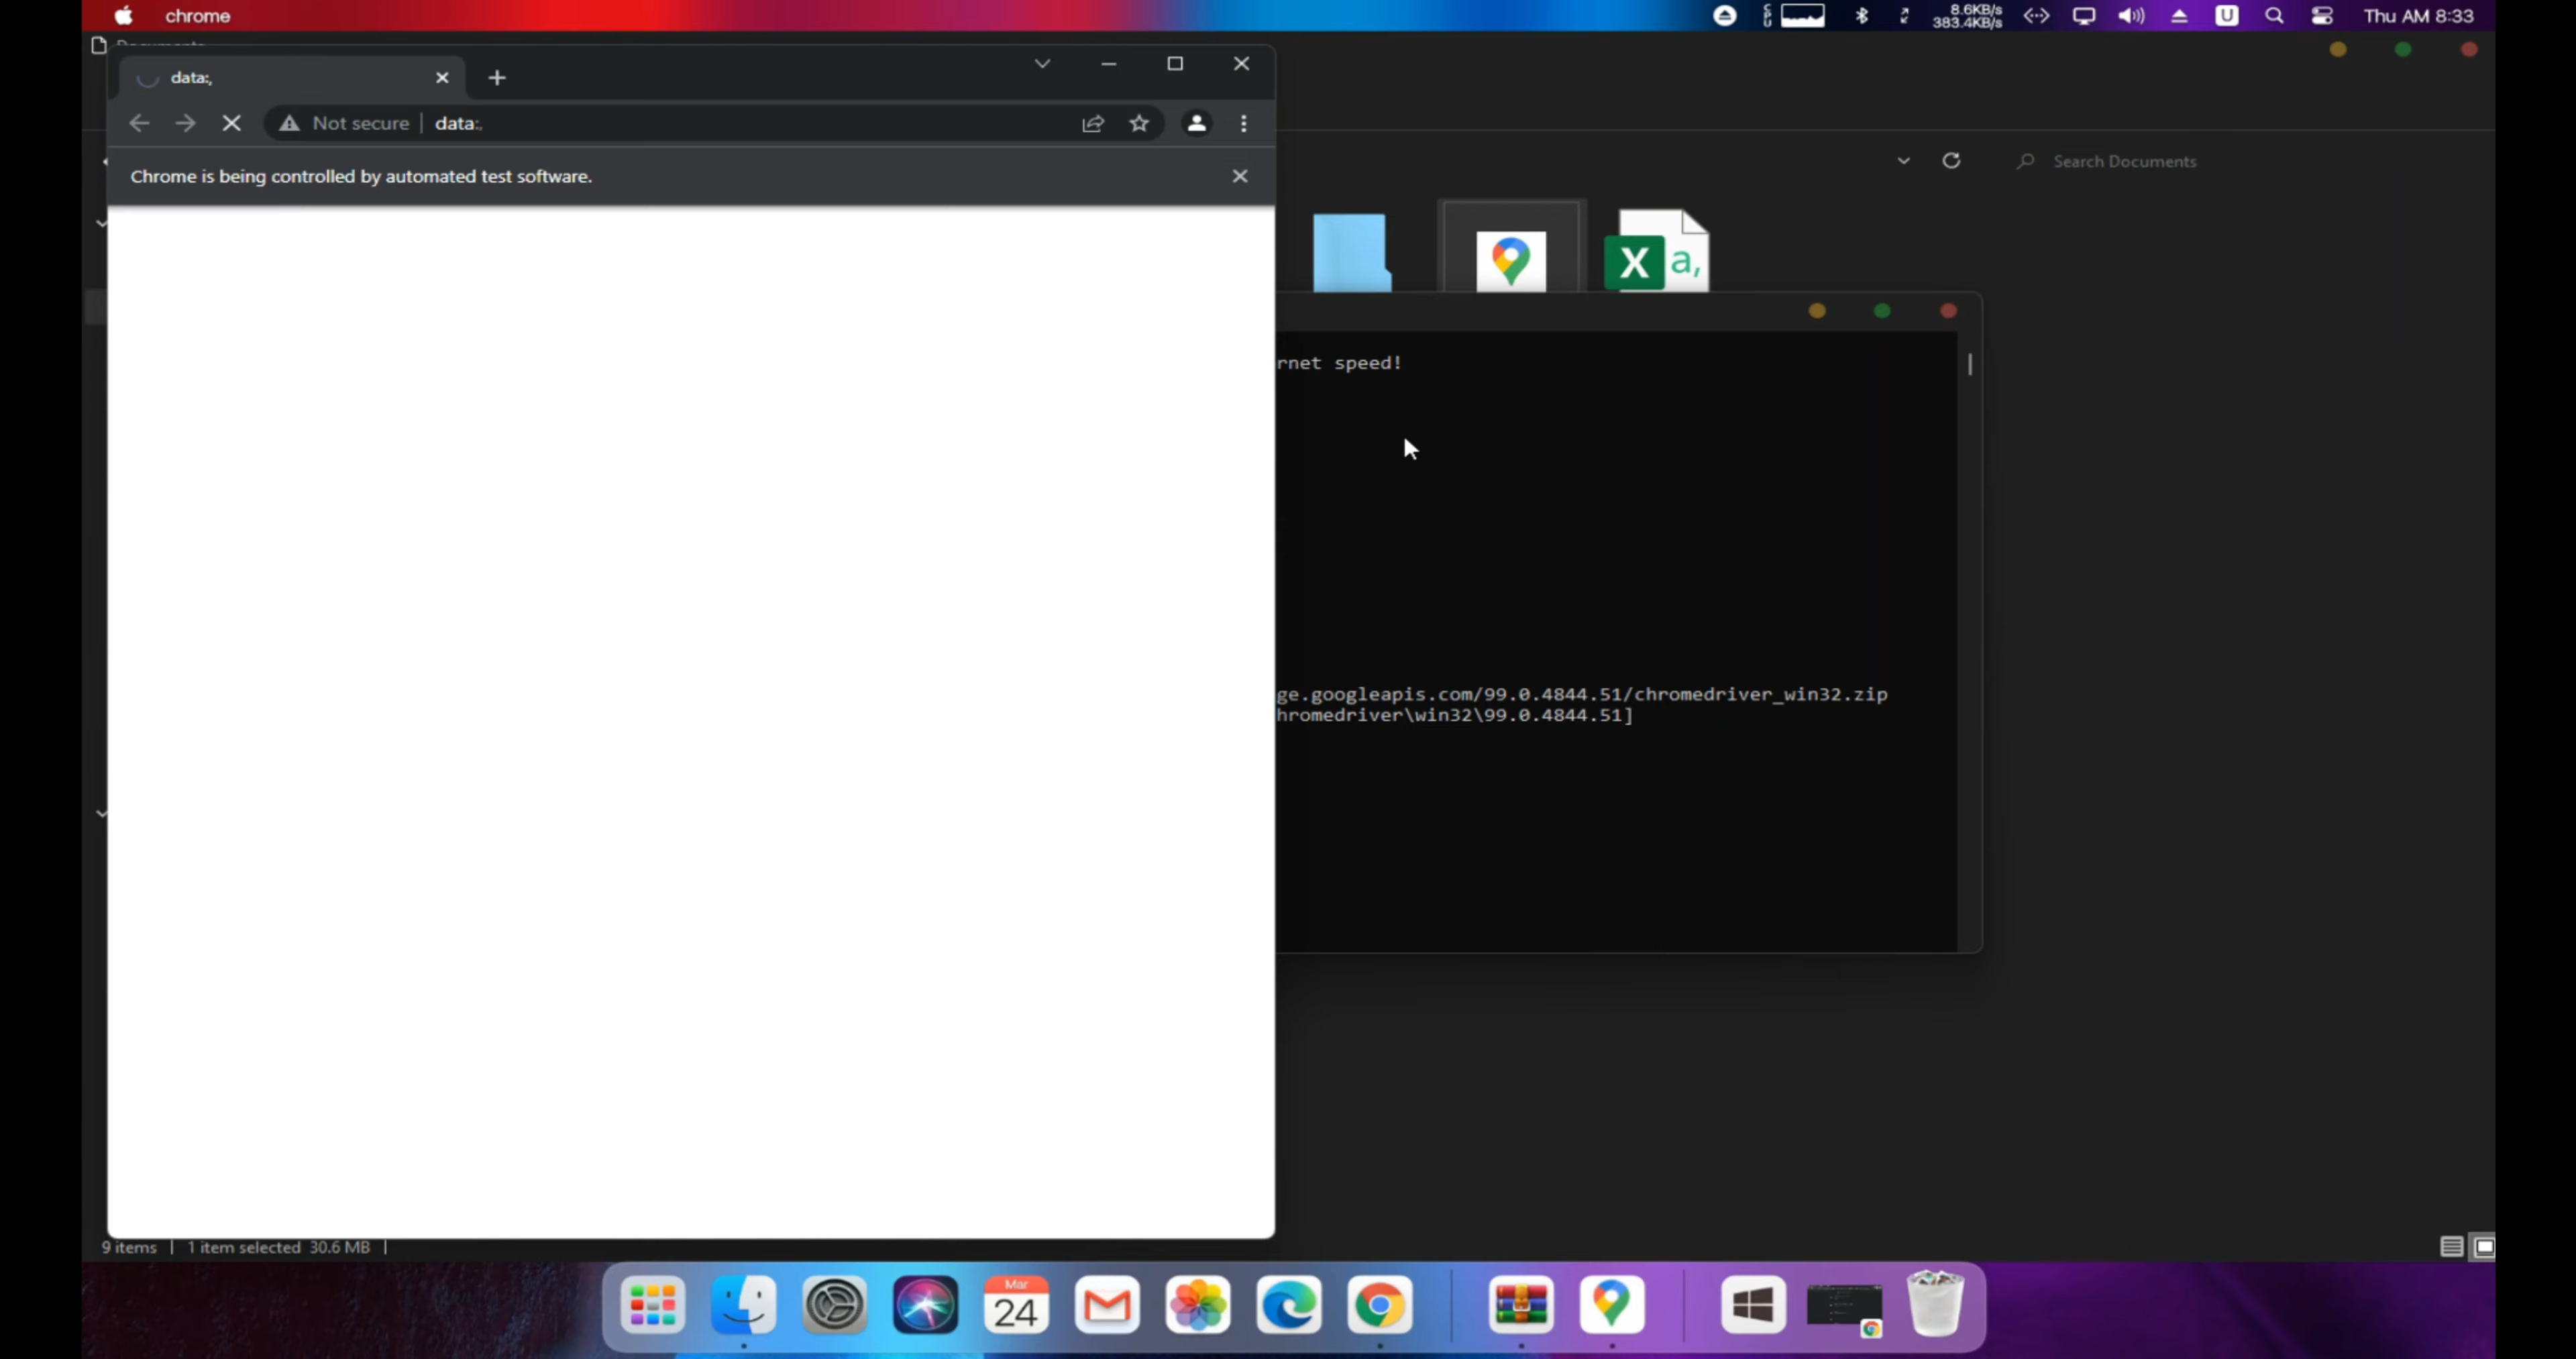 chrome
8.6KB/s
383.4KB/s
Thu AM 8:33
CPU
U
data:,
Not secure
data:,
Search Documents
Chrome is being controlled by automated test software.
X a,
rnet speed!
ge.googleapis.com/99.0.4844.51/chromedriver_win32.zip
hromedriver\win32\99.0.4844.51]
9 items
1 item selected 30.6 MB
Mar
24